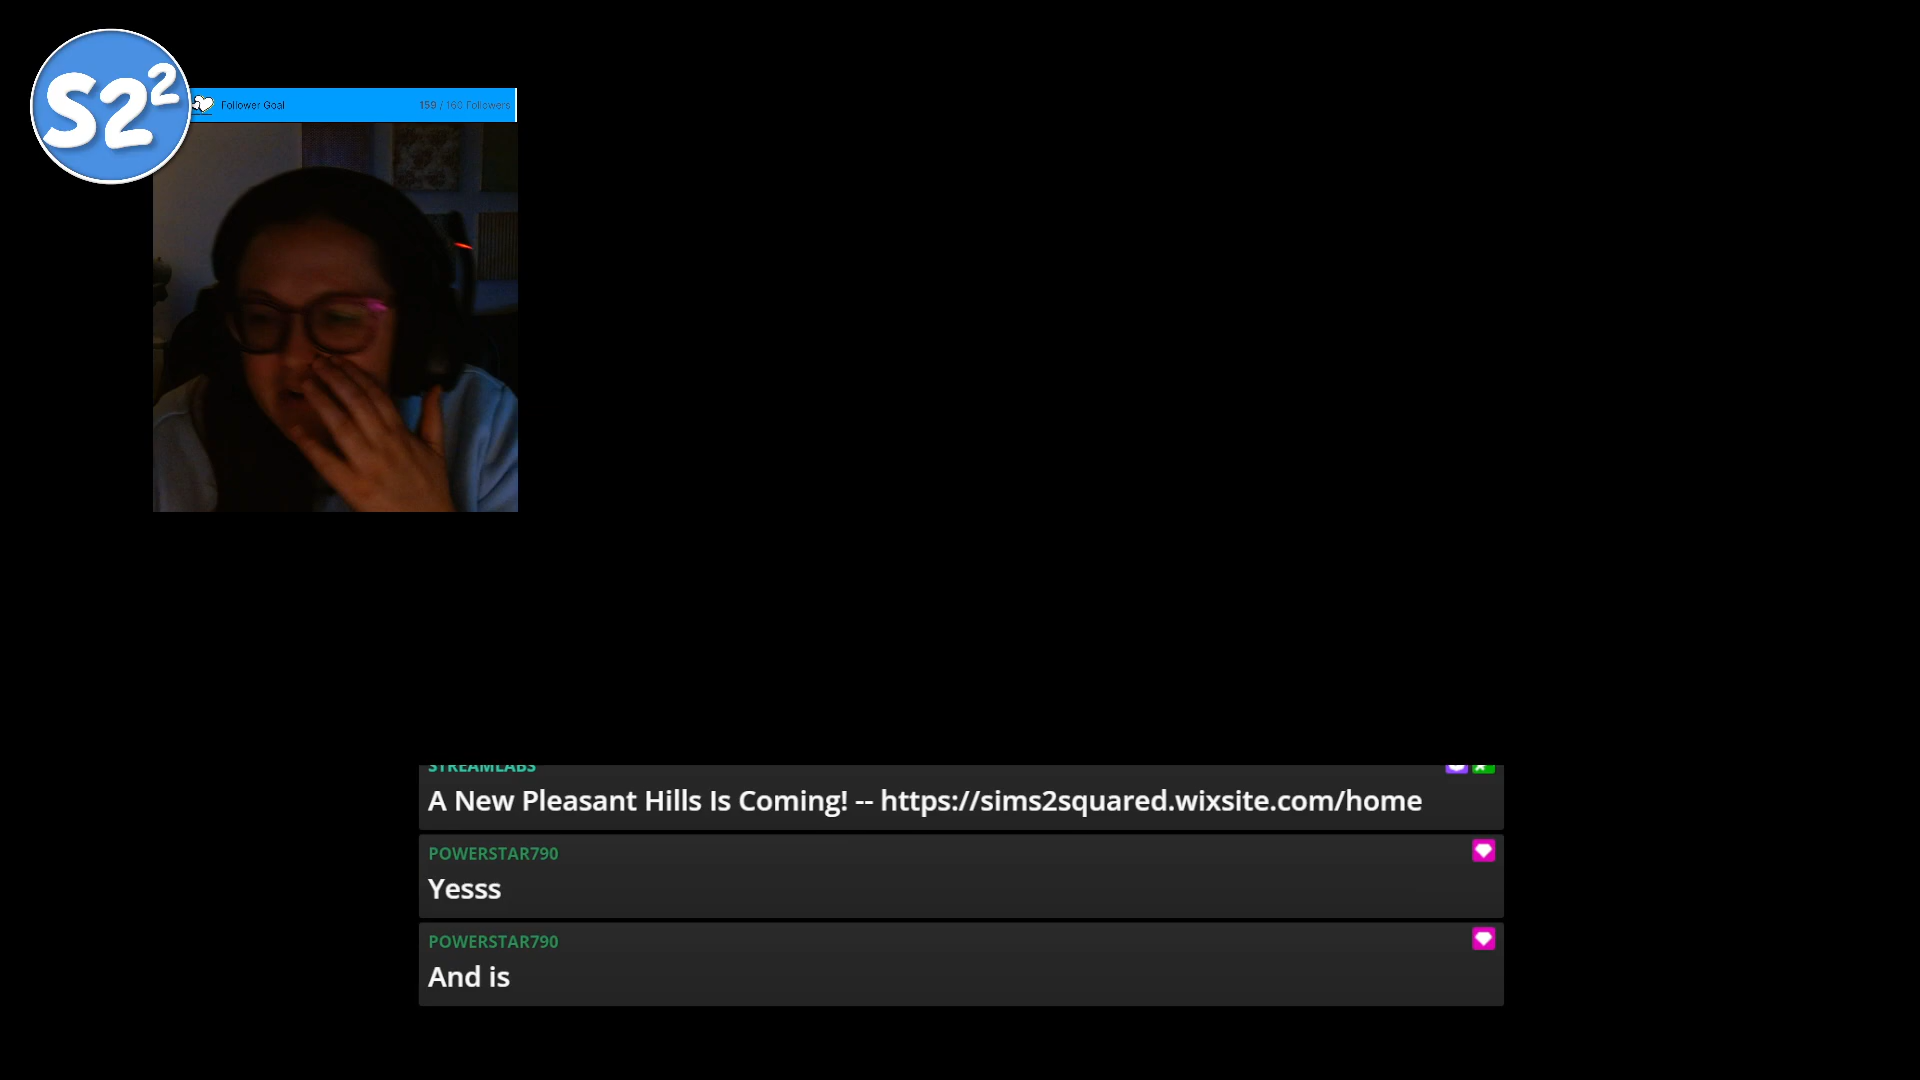 S2²
Follower Goal
159 / 160 Followers
STREAMLABS
A New Pleasant Hills Is Coming! -- https://sims2squared.wixsite.com/home
POWERSTAR790
Yesss
POWERSTAR790
And is